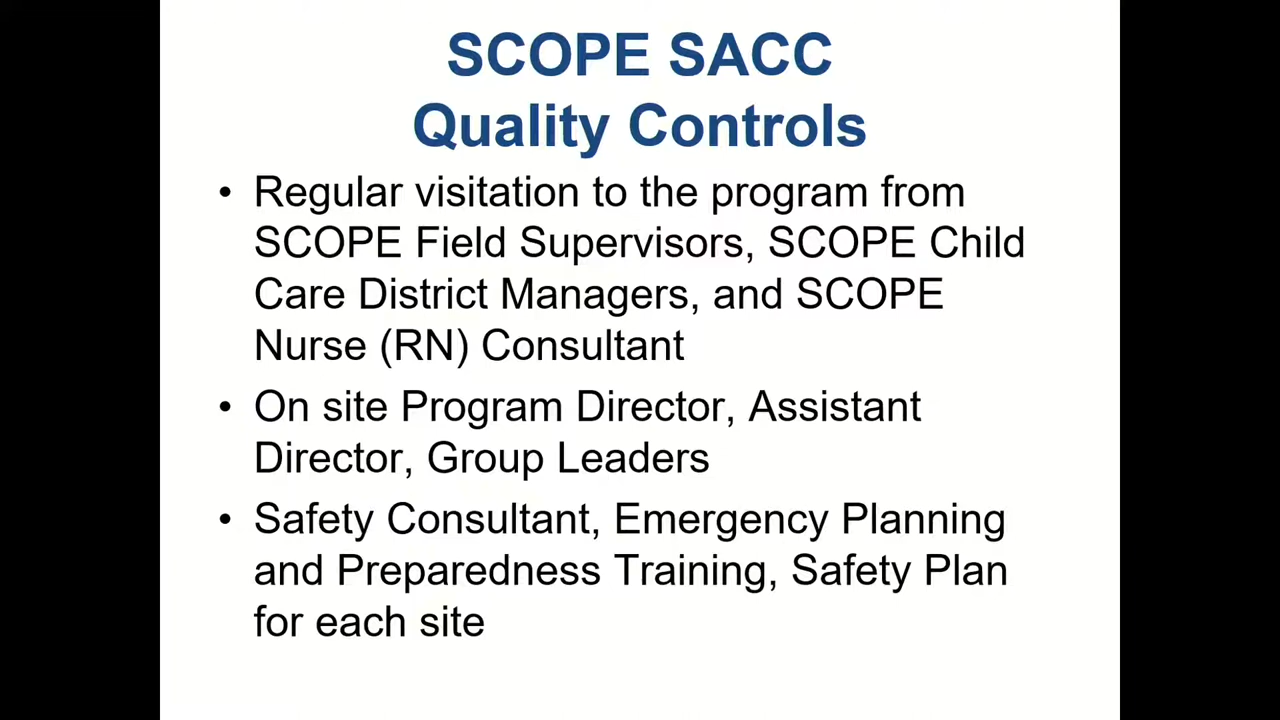 SCOPE SACC
Quality Controls
• Regular visitation to the program from
SCOPE Field Supervisors, SCOPE Child
Care District Managers, and SCOPE
Nurse (RN) Consultant
• On site Program Director, Assistant
Director, Group Leaders
• Safety Consultant, Emergency Planning
and Preparedness Training, Safety Plan
for each site